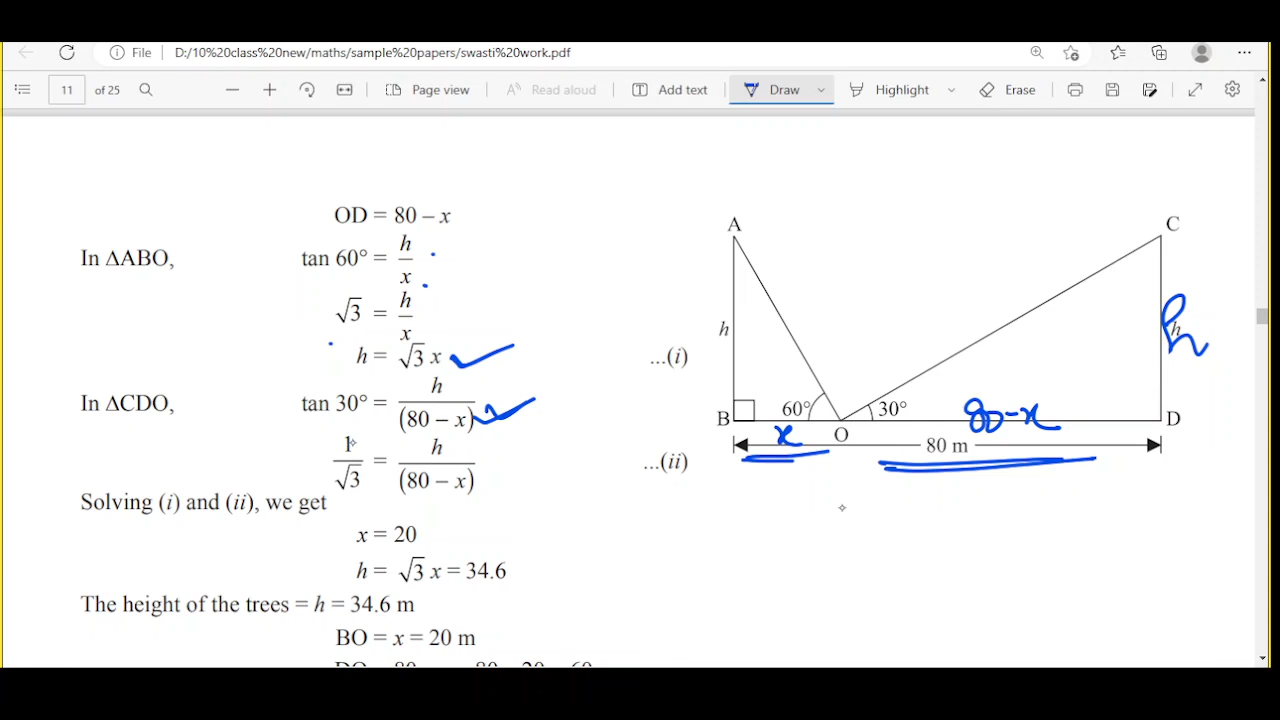 File D:/10%20class%20new/maths/sample%20papers/swasti%20work.pdf
11 of 25 Page view Read aloud Add text Draw Highlight Erase
OD = 80 – x
In ΔABO, tan 60° = h/x
√3 = h/x
h = √3 x ...(i)
In ΔCDO, tan 30° = h/(80 – x)
1/√3 = h/(80 – x) ...(ii)
Solving (i) and (ii), we get
x = 20
h = √3 x = 34.6
The height of the trees = h = 34.6 m
BO = x = 20 m
A
C
h
h
h
60°
30°
80-x
B
x
O
D
80 m